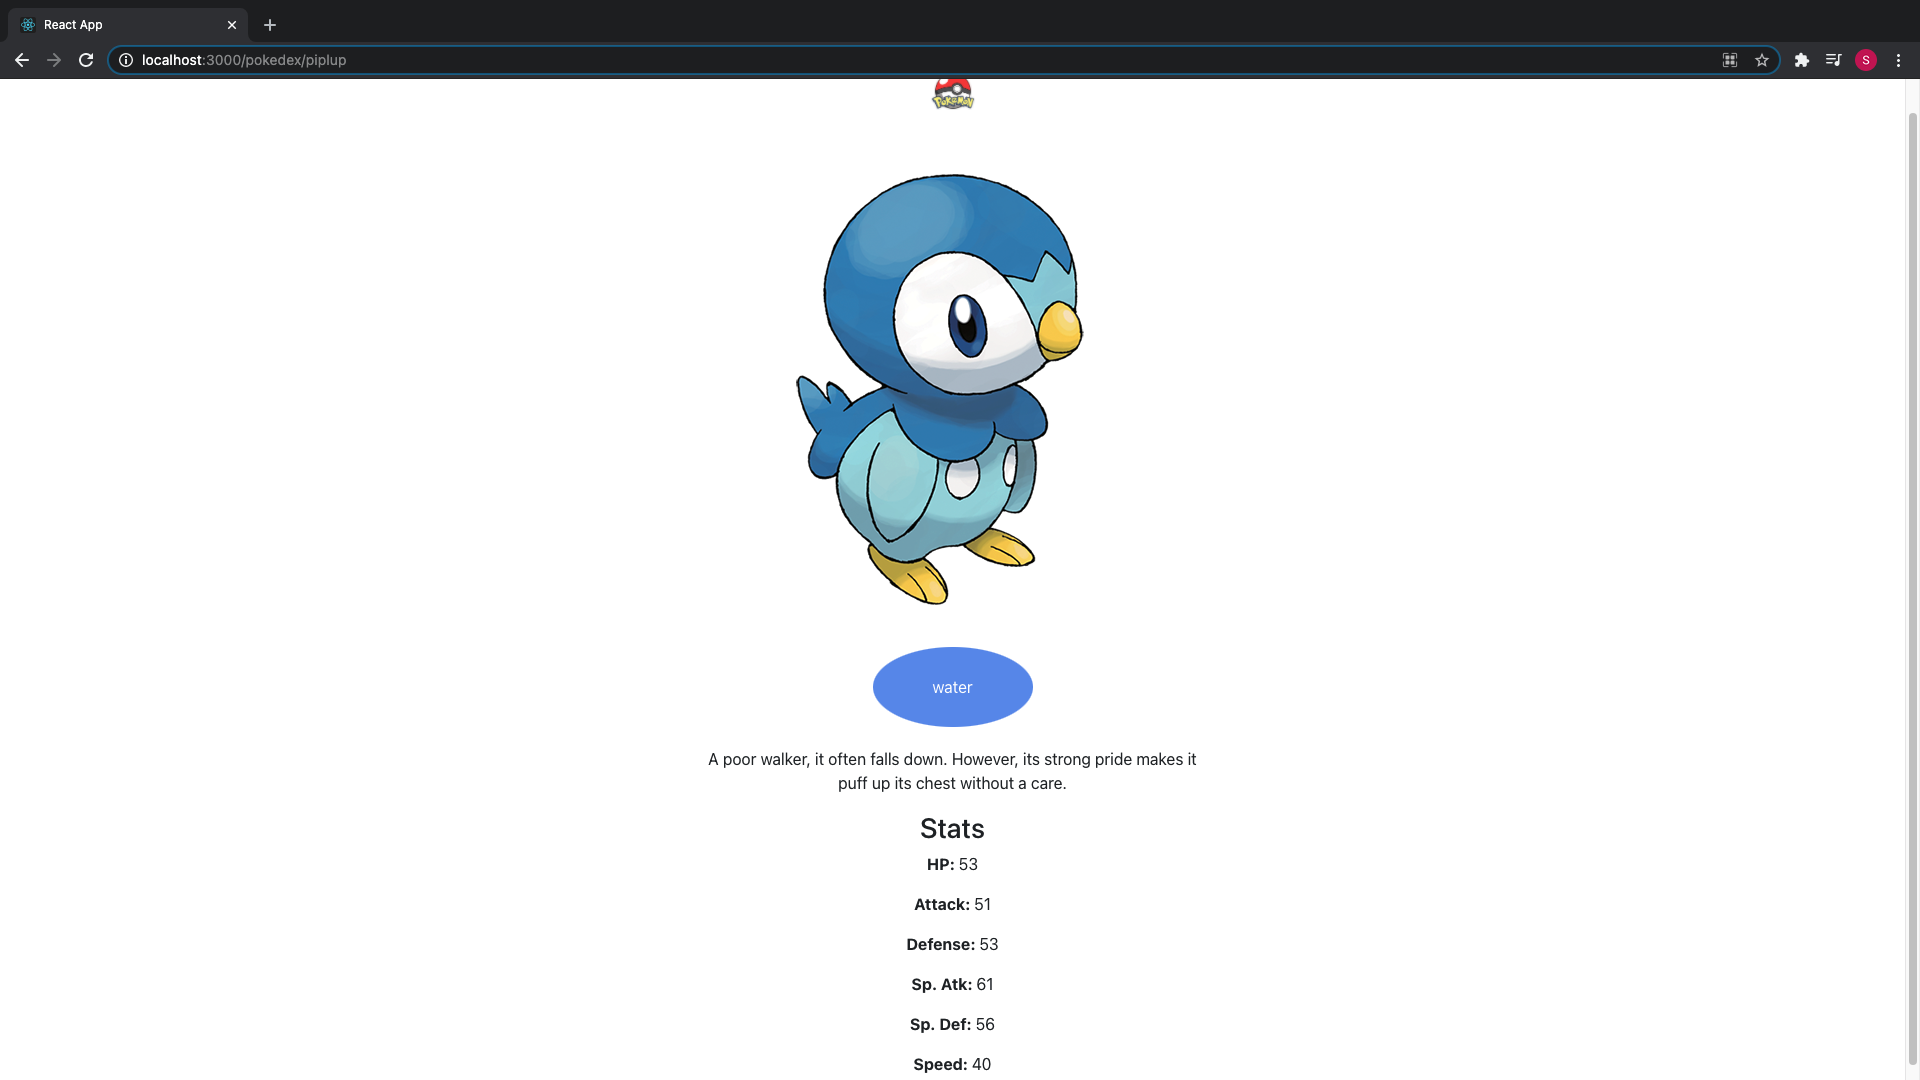 React App
localhost:3000/pokedex/piplup
S
POKéMON
water
A poor walker, it often falls down. However, its strong pride makes it
puff up its chest without a care.
Stats
HP: 53
Attack: 51
Defense: 53
Sp. Atk: 61
Sp. Def: 56
Speed: 40